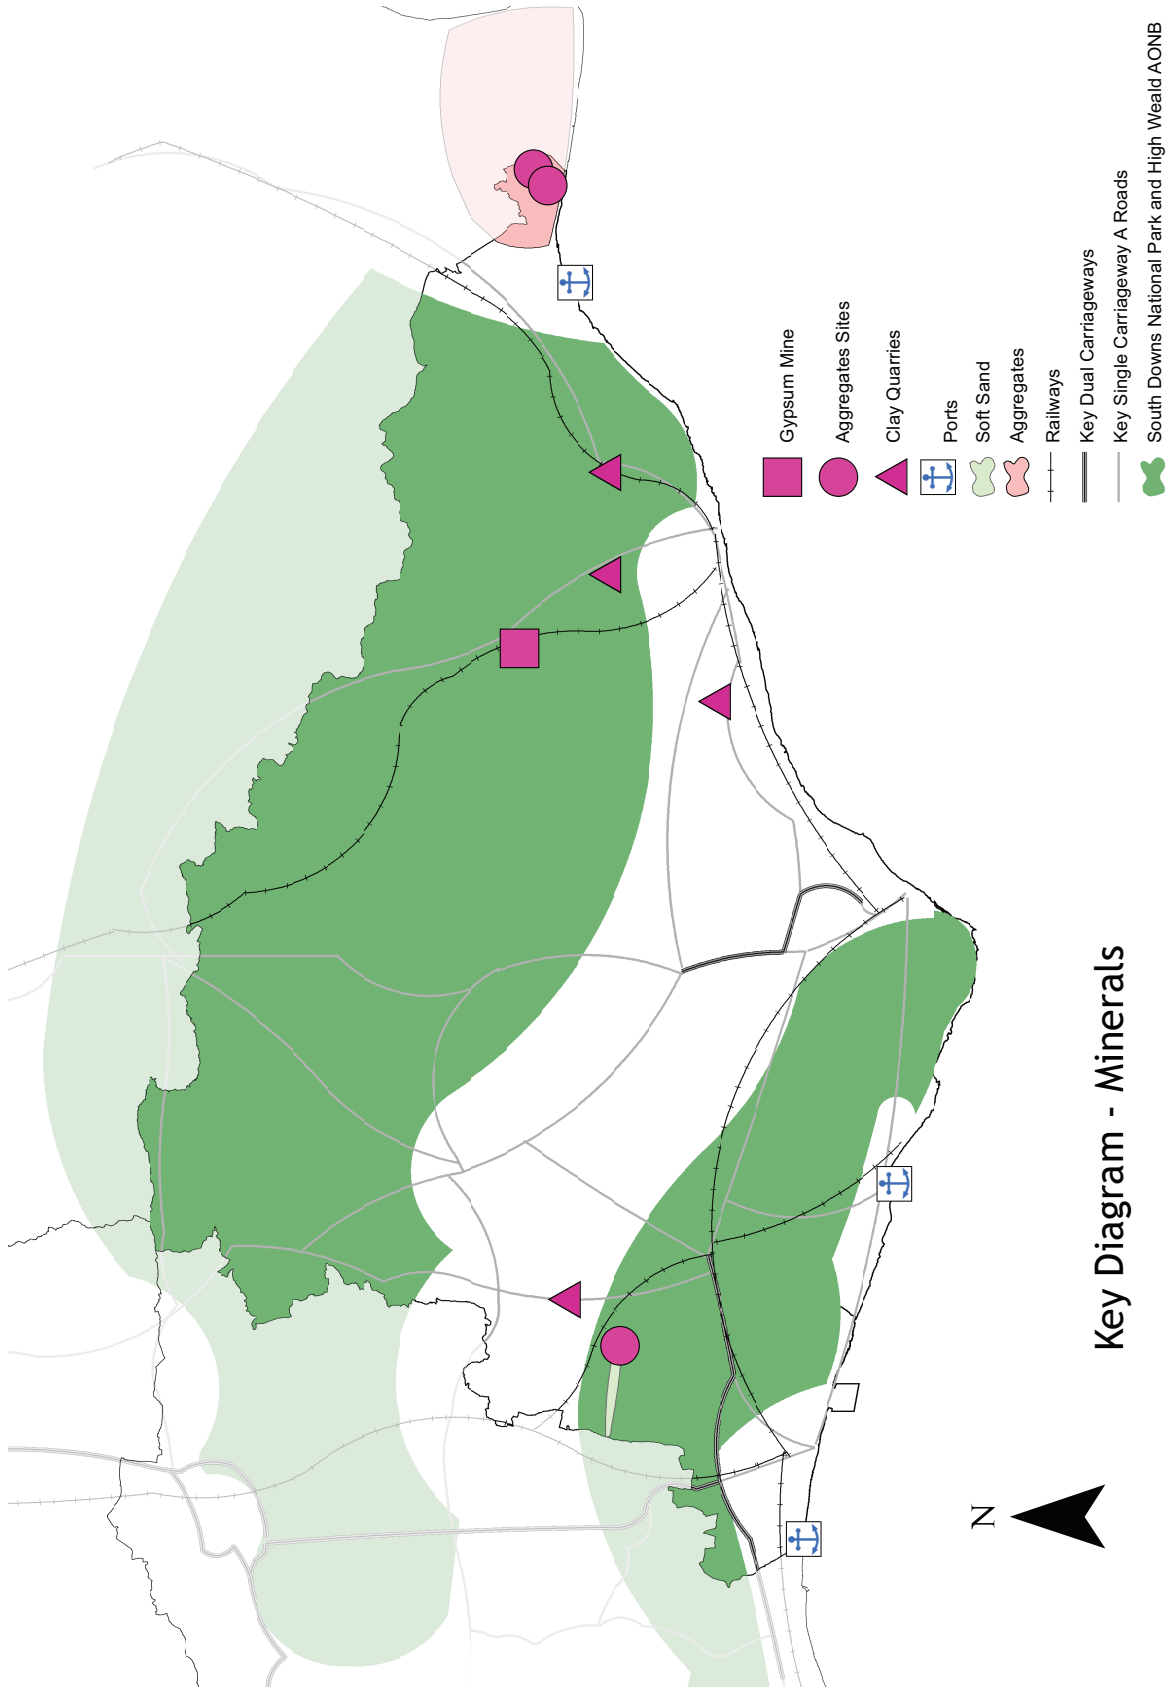 Key Diagram - Minerals
N
Gypsum Mine
Aggregates Sites
Clay Quarries
Ports
Soft Sand
Aggregates
Railways
Key Dual Carriageways
Key Single Carriageway A Roads
South Downs National Park and High Weald AONB